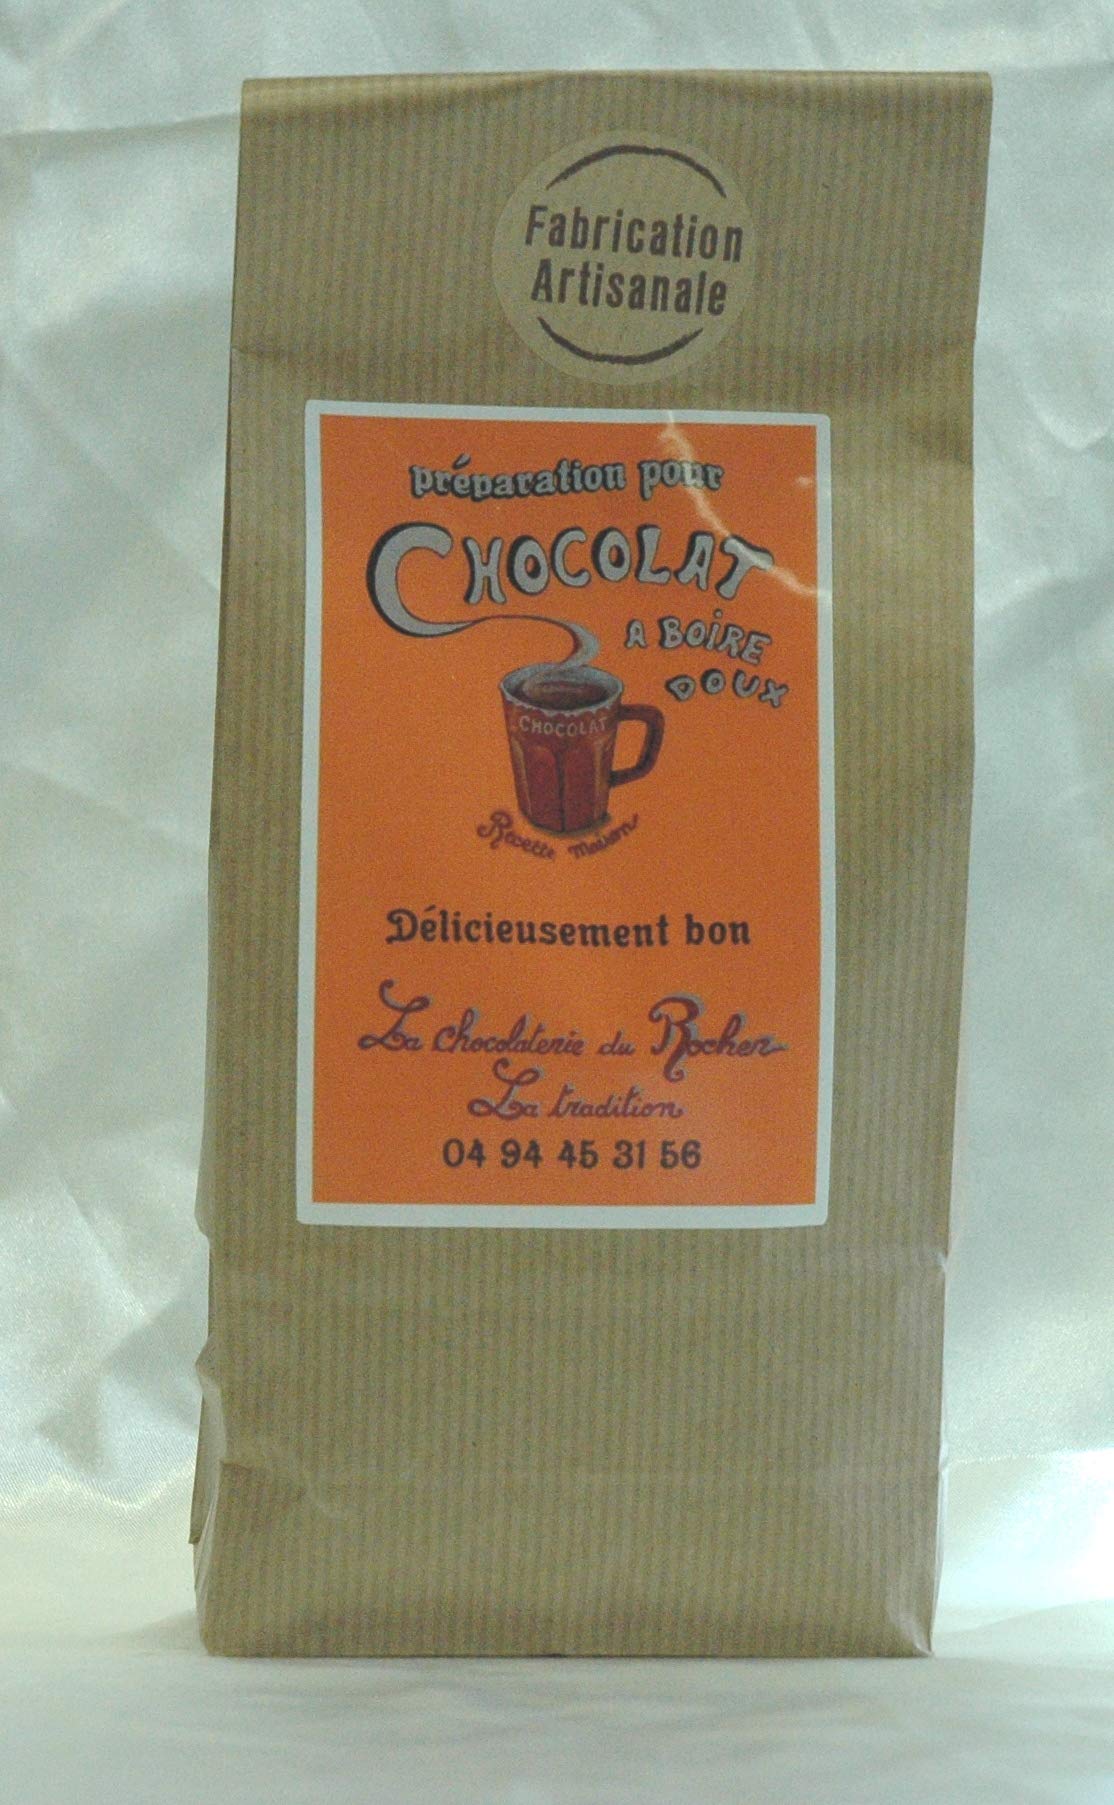 Fabrication
Artisanale
préparation pour
CHOCOLAT
A BOIRE
DOUX
CHOCOLAT
Recette Maison
Délicieusement bon
La chocolaterie du Rocher
La tradition
04 94 45 31 56